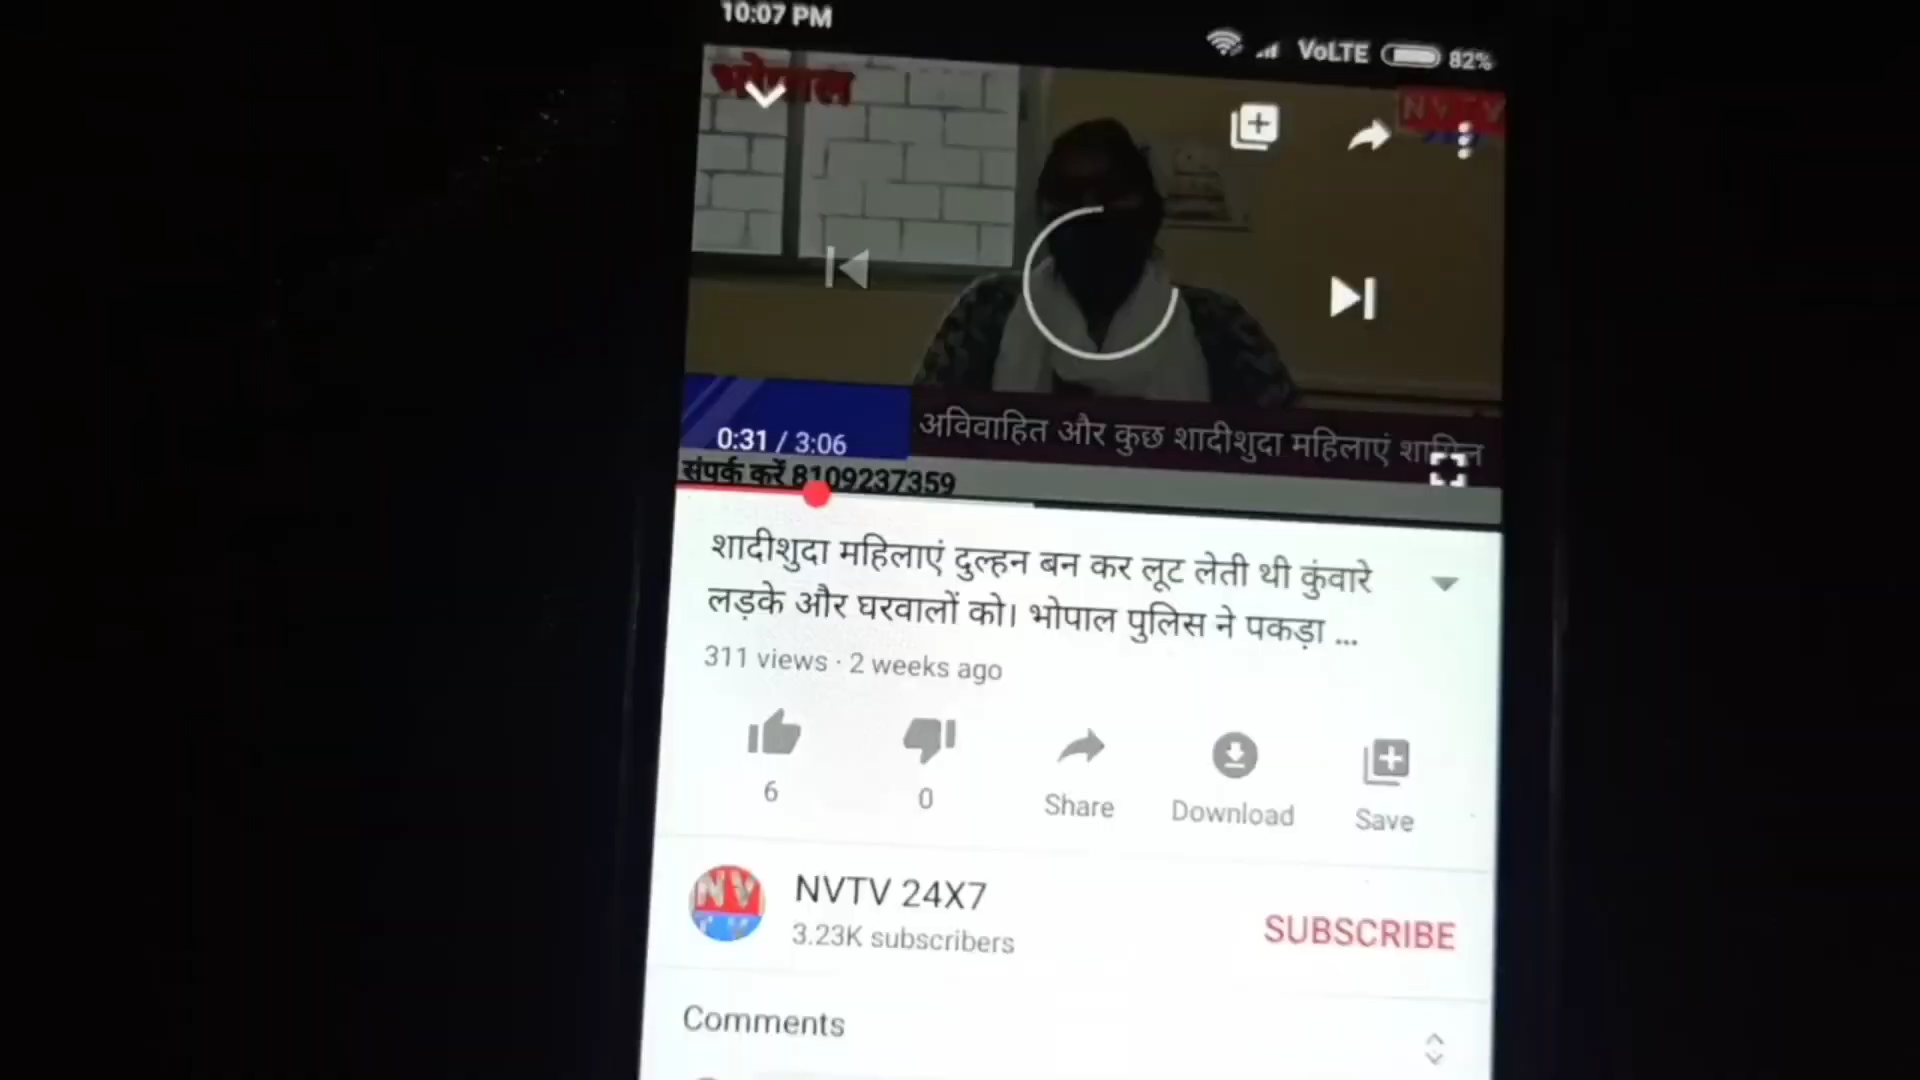 10:07 PM
VoLTE 82%
भोपाल
NVTV
0:31 / 3:06
अविवाहित और कुछ शादीशुदा महिलाएं शामिल
संपर्क करें 8109237359
शादीशुदा महिलाएं दुल्हन बन कर लूट लेती थी कुंवारे
लड़के और घरवालों को। भोपाल पुलिस ने पकड़ा ...
311 views · 2 weeks ago
6
0
Share
Download
Save
NV
NVTV 24X7
3.23K subscribers
SUBSCRIBE
Comments